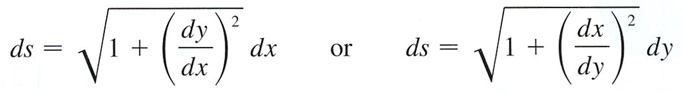 ds = √(1 + (dy/dx)²) dx or ds = √(1 + (dx/dy)²) dy